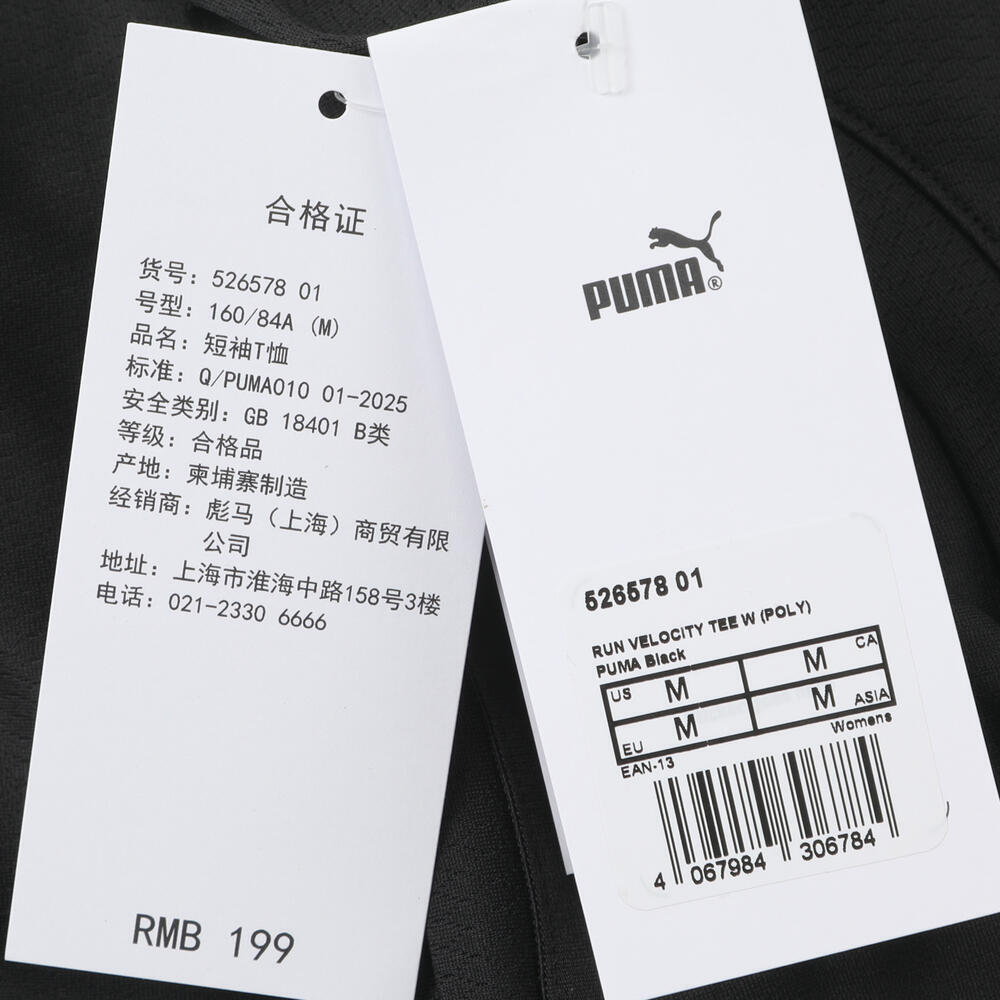 合格证
货号: 526578 01
号型: 160/84A (M)
品名: 短袖T恤
标准: Q/PUMA010 01-2025
安全类别: GB 18401 B类
等级: 合格品
产地: 柬埔寨制造
经销商: 彪马（上海）商贸有限
公司
地址: 上海市淮海中路158号3楼
电话: 021-2330 6666
RMB 199
PUMA®
526578 01
RUN VELOCITY TEE W (POLY)
PUMA Black
US M M CA
EU M M ASIA
Womens
EAN-13
4 067984 306784